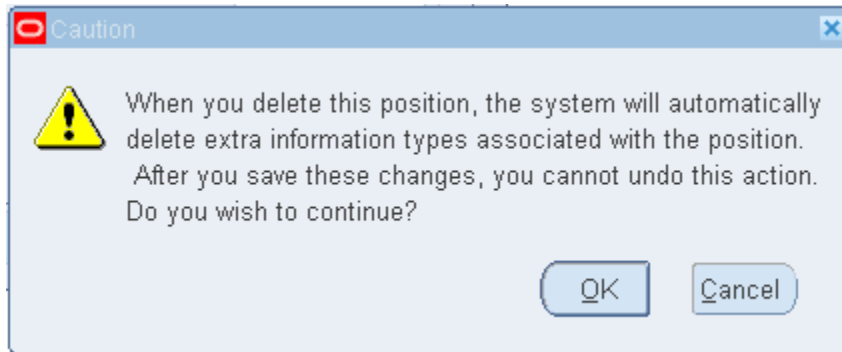 Caution
When you delete this position, the system will automatically
delete extra information types associated with the position.
After you save these changes, you cannot undo this action.
Do you wish to continue?
OK Cancel